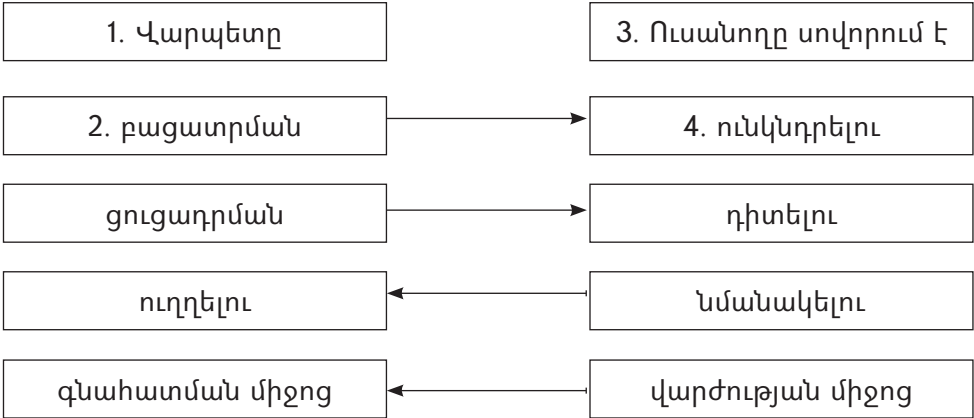 1. Վարպետը
3. Ուսանողը սովորում է
2. բացատրման
4. ունկնդրելու
ցուցադրման
դիտելու
ուղղելու
նմանակելու
գնահատման միջոց
վարժության միջոց